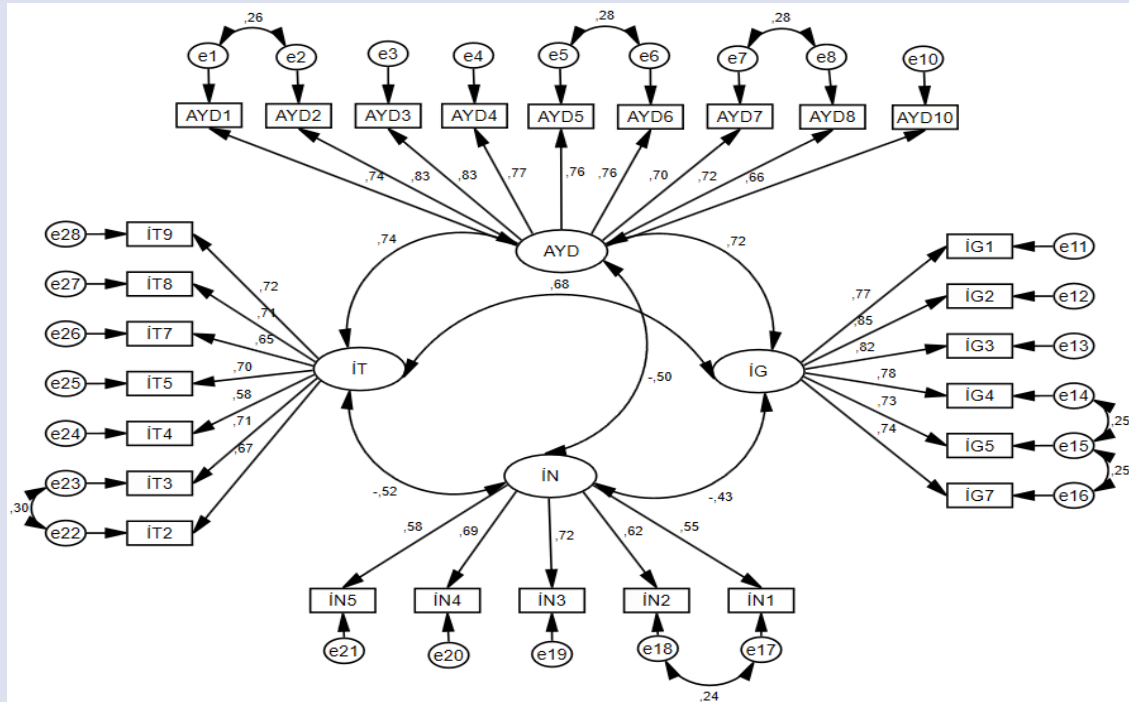 ,26
,28
,28
e1
e2
e3
e4
e5
e6
e7
e8
e10
AYD1
AYD2
AYD3
AYD4
AYD5
AYD6
AYD7
AYD8
AYD10
,74
,83
,83
,77
,76
,76
,70
,72
,66
AYD
,74
,72
,68
-,50
e28
İT9
e27
İT8
e26
İT7
e25
İT5
e24
İT4
e23
İT3
e22
İT2
,30
,72
,71
,65
,70
,58
,71
,67
İT
İG
,77
,85
,82
,78
,73
,74
İG1
e11
İG2
e12
İG3
e13
İG4
e14
İG5
e15
İG7
e16
,25
,25
-,52
-,43
İN
,58
,69
,72
,62
,55
İN5
İN4
İN3
İN2
İN1
e21
e20
e19
e18
e17
,24